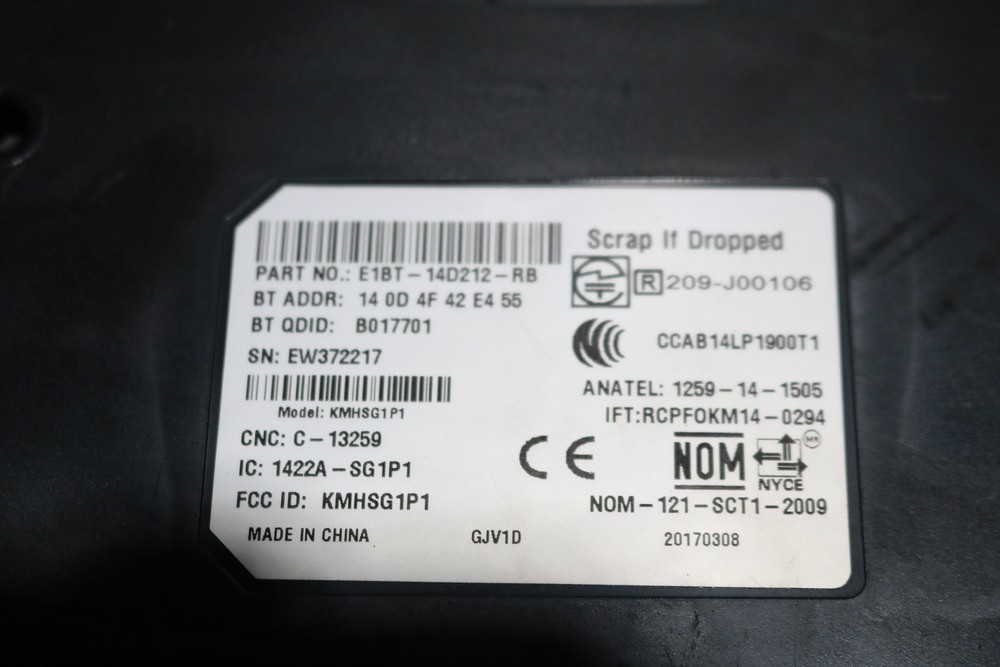 Scrap If Dropped
PART NO.: E1BT-14D212-RB
R 209-J00106
BT ADDR: 14 0D 4F 42 E4 55
BT QDID: B017701
CCAB14LP1900T1
SN: EW372217
ANATEL: 1259-14-1505
Model: KMHSG1P1
IFT:RCPFOKM14-0294
CNC: C-13259
CE
NOM
MR
IC: 1422A-SG1P1
NYCE
FCC ID: KMHSG1P1
NOM-121-SCT1-2009
MADE IN CHINA
GJV1D
20170308